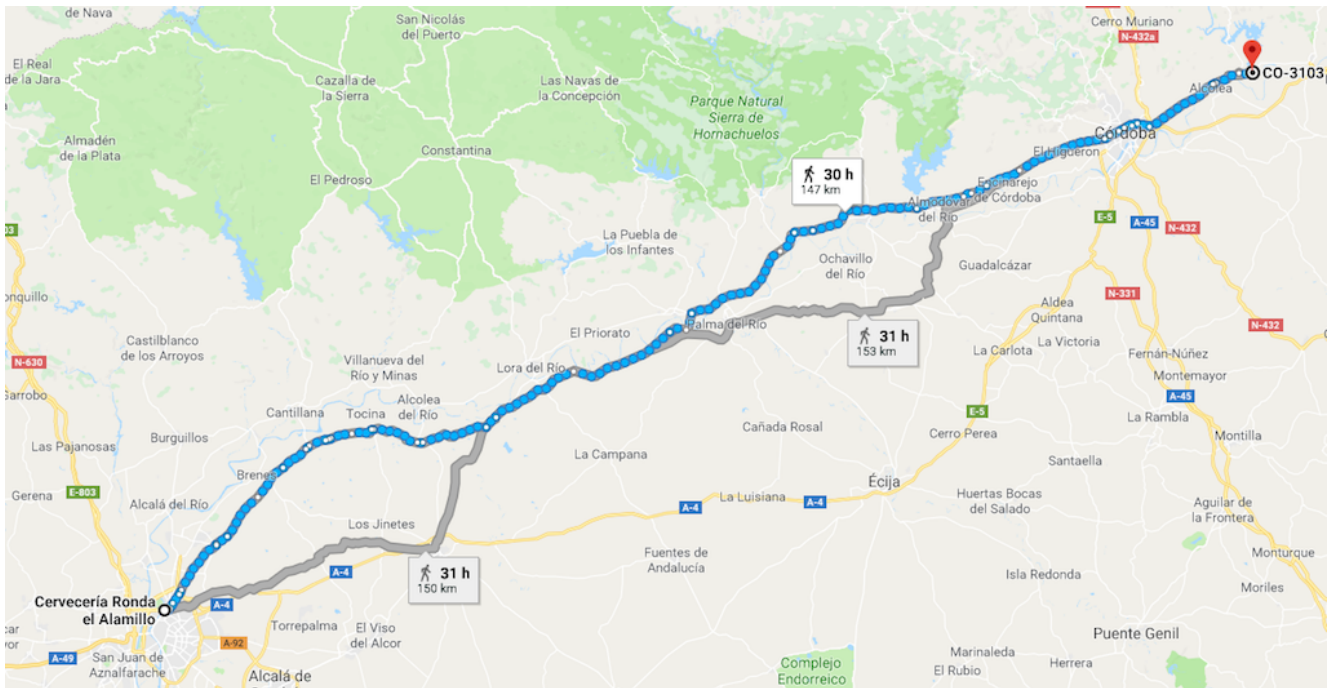 de Nava
San Nicolás
del Puerto
Cerro Muriano
N-432a
El Real
de la Jara
Cazalla de
la Sierra
Las Navas de
la Concepción
CO-3103
Alcolea
Parque Natural
Sierra de
Hornachuelos
Córdoba
Almadén
de la Plata
Constantina
El Higueron
El Pedroso
30 h
147 km
Encinarejo
de Córdoba
Almodóvar
del Río
E-5
A-45
N-432
La Puebla de
los Infantes
Ochavillo
del Río
Guadalcázar
N-331
Aldea
Quintana
Castilblanco
de los Arroyos
El Priorato
Palma del Río
31 h
153 km
La Carlota
La Victoria
N-432
N-630
Villanueva del
Río y Minas
Lora del Río
Fernán-Núñez
Montemayor
A-45
Cantillana
Tocina
Alcolea
del Río
E-5
La Rambla
Las Pajanosas
Burguillos
Cañada Rosal
Cerro Perea
Montilla
La Campana
Santaella
Brenes
Gerena
E-803
Alcalá del Río
Écija
La Luisiana
A-4
A-4
Huertas Bocas
del Salado
Aguilar de
la Frontera
Los Jinetes
Fuentes de
Andalucía
Monturque
A-4
31 h
150 km
Isla Redonda
Moriles
Cervecería Ronda
el Alamillo
A-4
Torrepalma
El Viso
del Alcor
A-92
Puente Genil
A-49
San Juan de
Aznalfarache
Alcalá de
Marinaleda
El Rubio
Herrera
Complejo
Endorreico